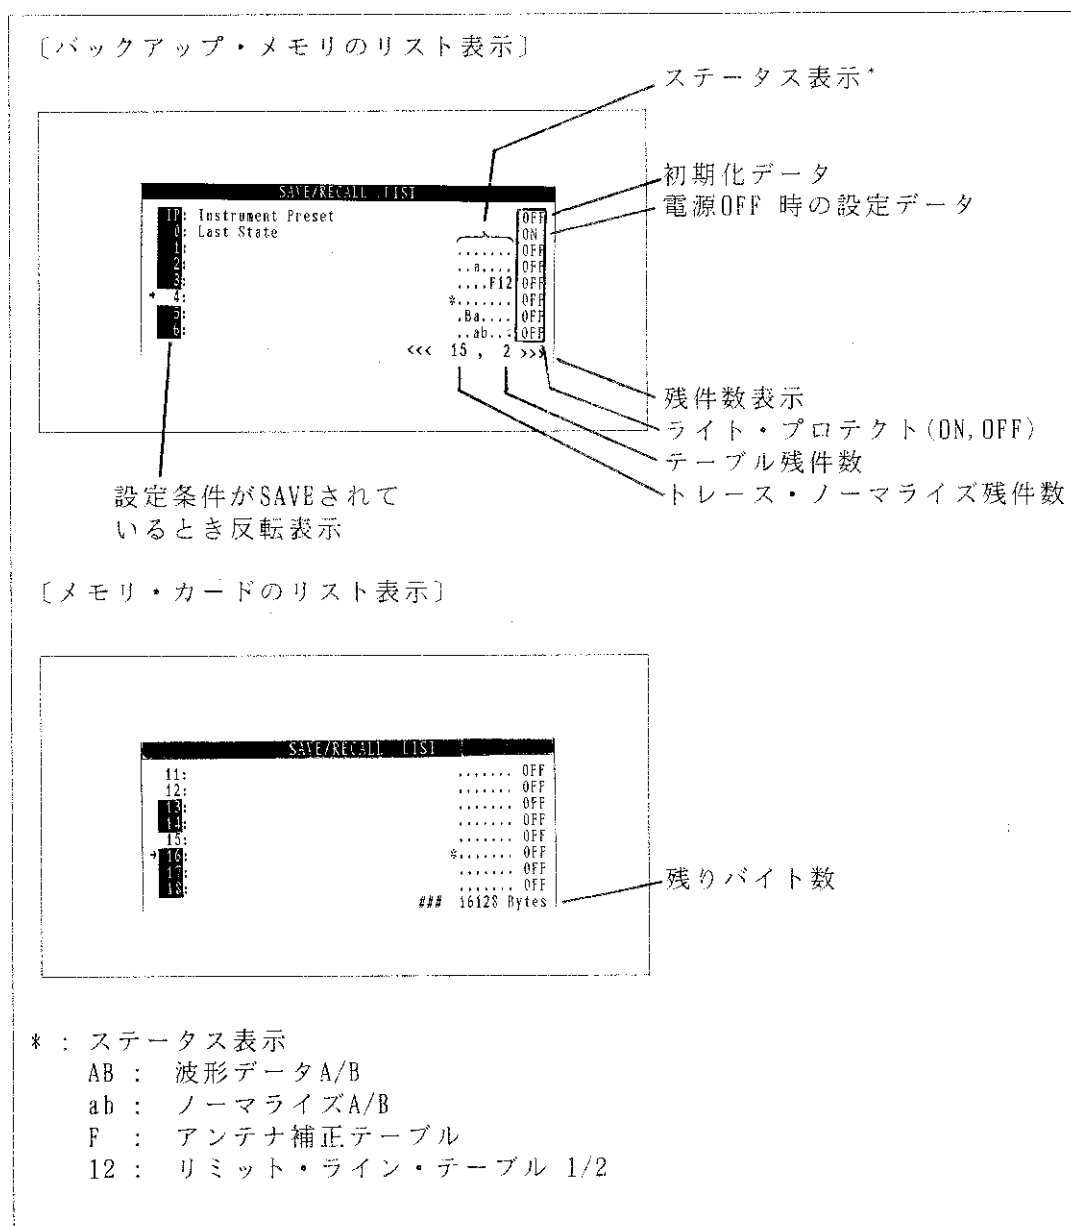 〔バックアップ・メモリのリスト表示〕
ステータス表示*
初期化データ
電源OFF 時の設定データ
SAVE/RECALL LIST
IP: Instrument Preset OFF
0: Last State ON
1: ....... OFF
2: ..a.... OFF
3: ....F12 OFF
→ 4: *....... OFF
5: .Ba.... OFF
6: ..ab... OFF
<<< 15 , 2 >>>
残件数表示
ライト・プロテクト(ON,OFF)
テーブル残件数
トレース・ノーマライズ残件数
設定条件がSAVEされて
いるとき反転表示
〔メモリ・カードのリスト表示〕
SAVE/RECALL LIST
11: ....... OFF
12: ....... OFF
13: ....... OFF
14: ....... OFF
15: ....... OFF
→ 16: *....... OFF
17: ....... OFF
18: ....... OFF
### 16128 Bytes
残りバイト数
* : ステータス表示
AB : 波形データA/B
ab : ノーマライズA/B
F : アンテナ補正テーブル
12 : リミット・ライン・テーブル 1/2